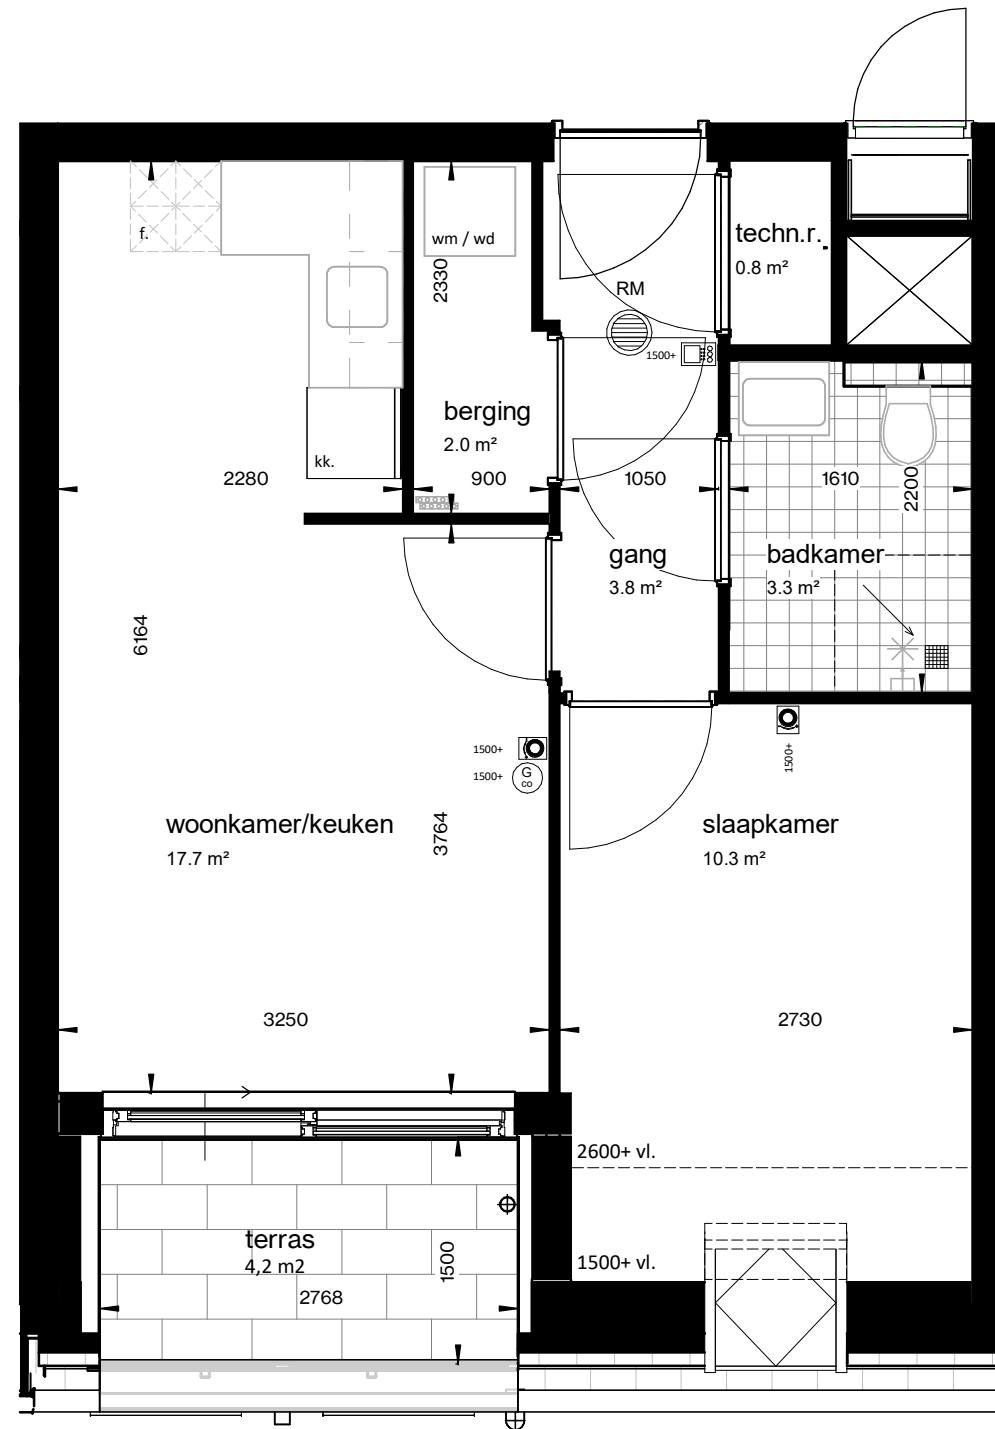 f.
wm / wd
2330
techn.r.
0.8 m²
RM
1500+
berging
2.0 m²
kk.
2280
900
1050
1610
2200
gang
3.8 m²
badkamer
3.3 m²
6164
1500+
1500+
G
co
1500+
woonkamer/keuken
17.7 m²
3764
slaapkamer
10.3 m²
3250
2730
2600+ vl.
terras
4,2 m2
1500
1500+ vl.
2768